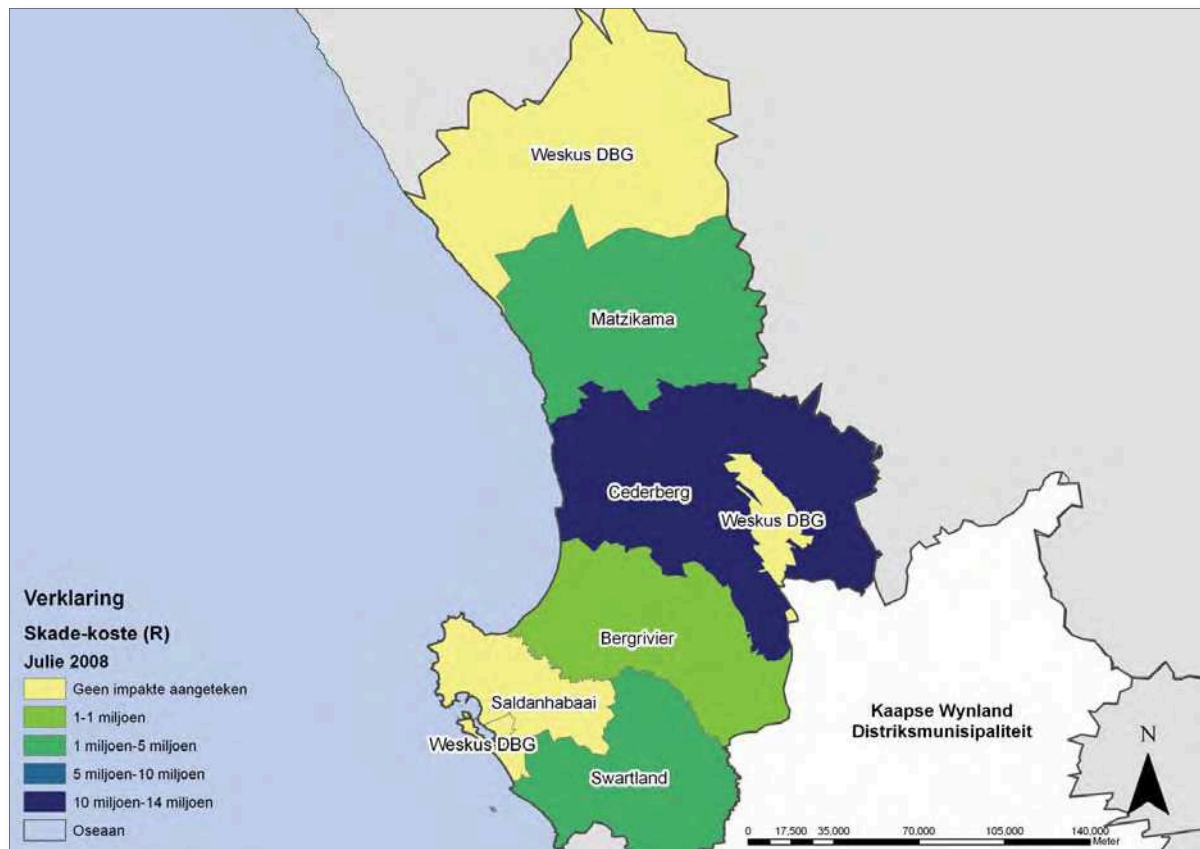 Weskus DBG
Matzikama
Cederberg
Weskus DBG
Bergrivier
Saldanhabaai
Weskus DBG
Swartland
Kaapse Wynland
Distriksmunisipaliteit
Verklaring
Skade-koste (R)
Julie 2008
Geen impakte aangeteken
1-1 miljoen
1 miljoen-5 miljoen
5 miljoen-10 miljoen
10 miljoen-14 miljoen
Oseaan
N
0 17,500 35,000 70,000 105,000 140,000
Meter